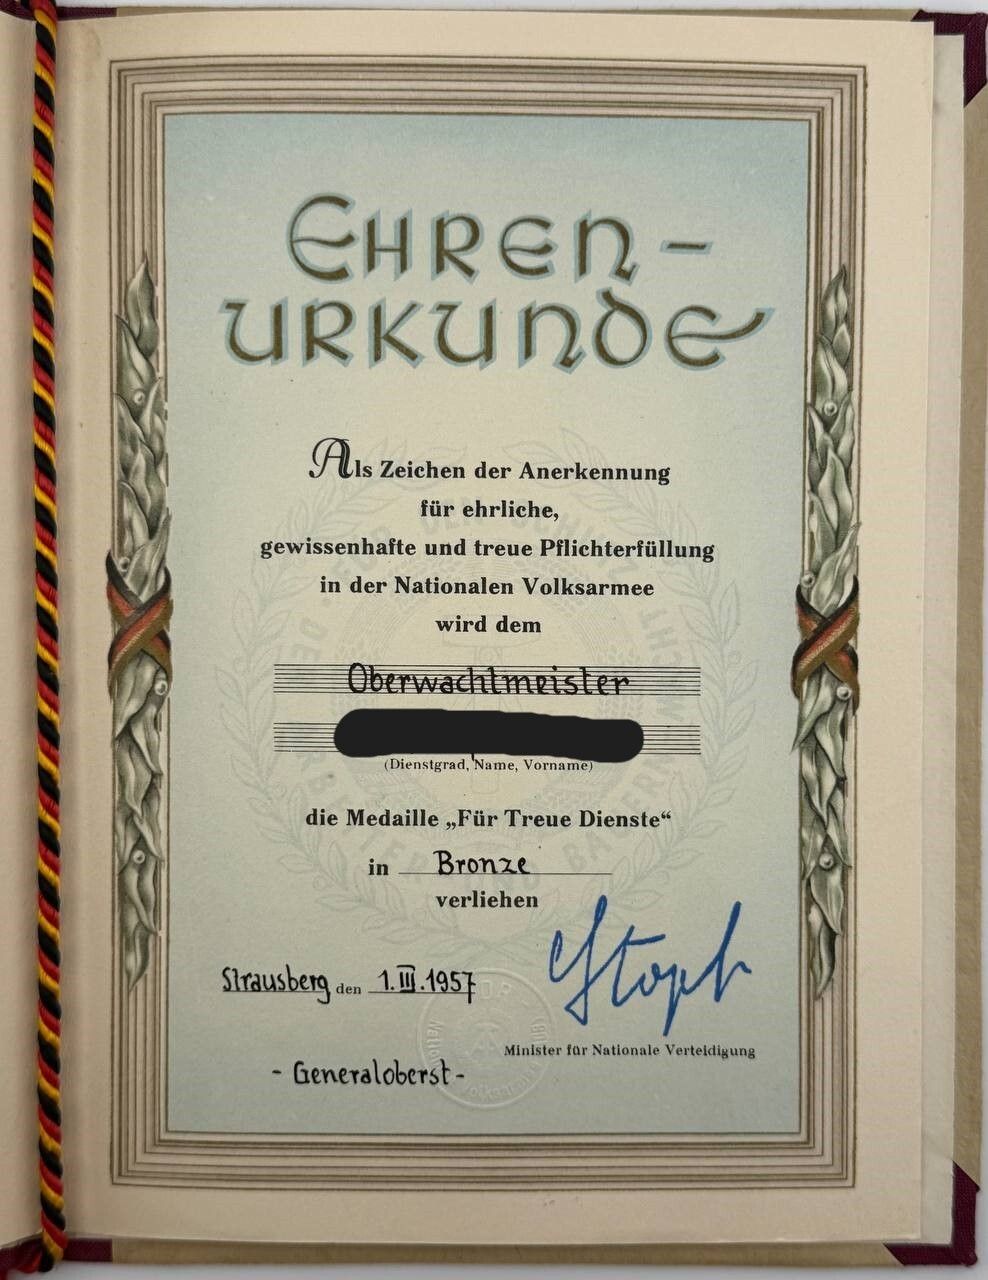 EHREN-
URKUNDE
Als Zeichen der Anerkennung
für ehrliche,
gewissenhafte und treue Pflichterfüllung
in der Nationalen Volksarmee
wird dem
Oberwachtmeister
(Dienstgrad, Name, Vorname)
die Medaille „Für Treue Dienste“
in Bronze
verliehen
Strausberg den 1.III.1957
Stoph
Minister für Nationale Verteidigung
- Generaloberst -